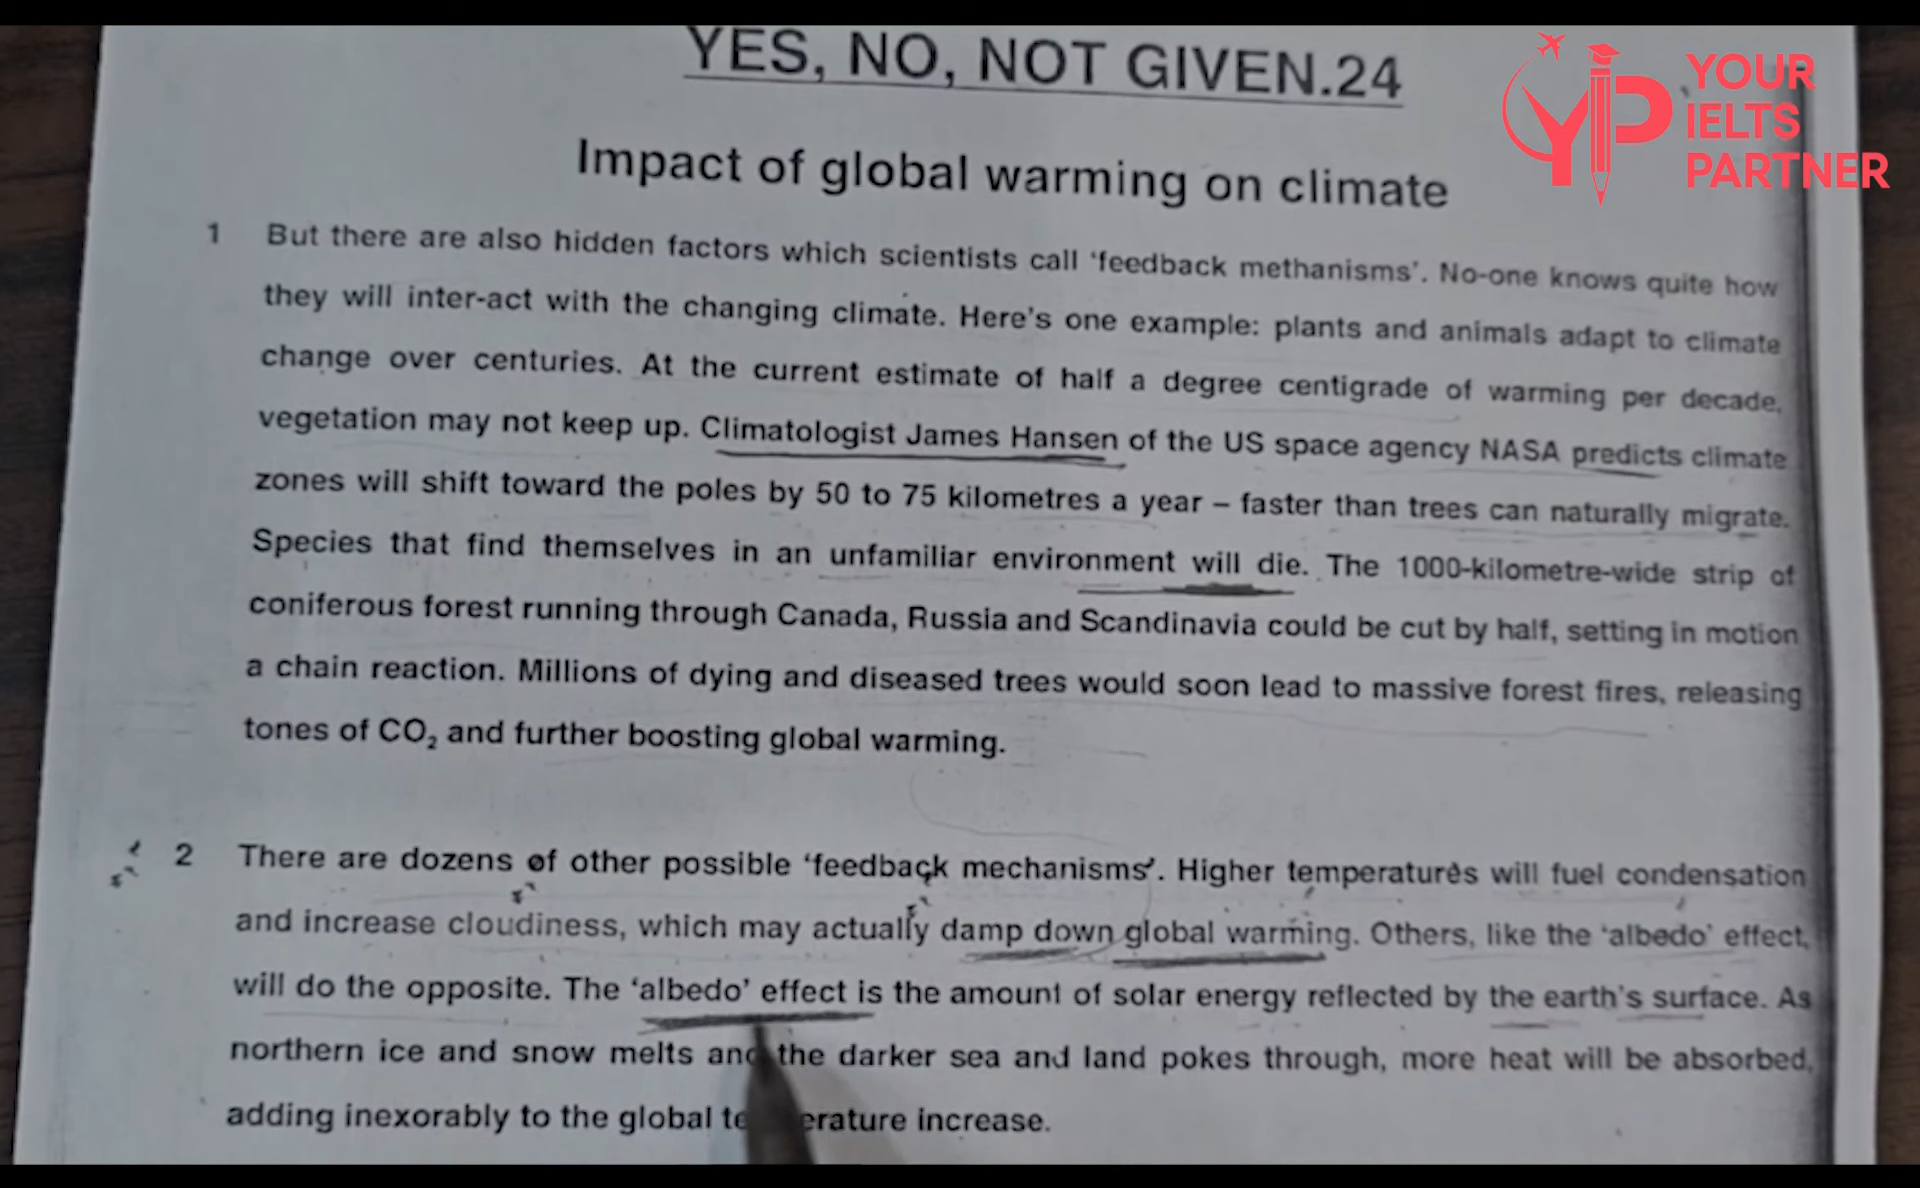 YES, NO, NOT GIVEN.24
YOUR
IELTS
PARTNER
Impact of global warming on climate
1 But there are also hidden factors which scientists call ‘feedback methanisms’. No-one knows quite how
they will inter-act with the changing climate. Here’s one example: plants and animals adapt to climate
change over centuries. At the current estimate of half a degree centigrade of warming per decade,
vegetation may not keep up. Climatologist James Hansen of the US space agency NASA predicts climate
zones will shift toward the poles by 50 to 75 kilometres a year – faster than trees can naturally migrate.
Species that find themselves in an unfamiliar environment will die. The 1000-kilometre-wide strip of
coniferous forest running through Canada, Russia and Scandinavia could be cut by half, setting in motion
a chain reaction. Millions of dying and diseased trees would soon lead to massive forest fires, releasing
tones of CO₂ and further boosting global warming.
2 There are dozens of other possible ‘feedback mechanisms’. Higher temperatures will fuel condensation
and increase cloudiness, which may actually damp down global warming. Others, like the ‘albedo’ effect,
will do the opposite. The ‘albedo’ effect is the amount of solar energy reflected by the earth’s surface. As
northern ice and snow melts and the darker sea and land pokes through, more heat will be absorbed,
adding inexorably to the global increase.